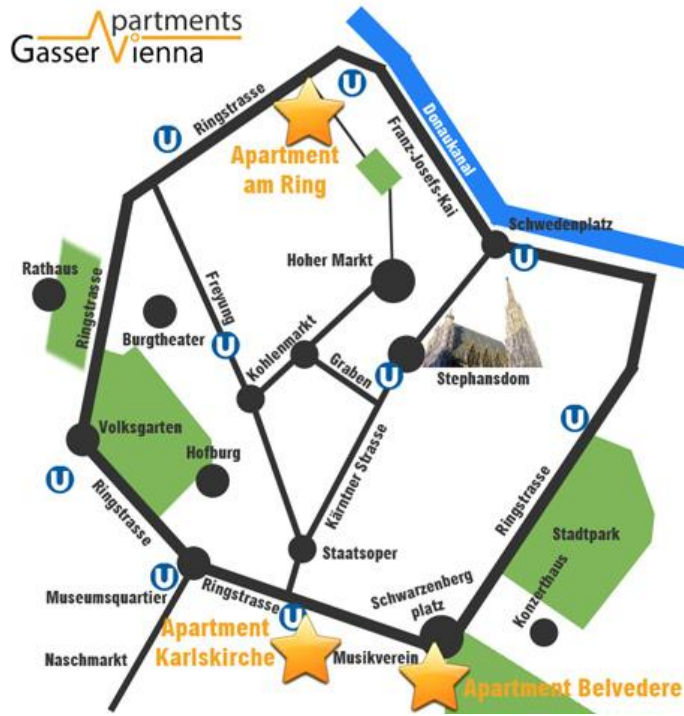 Apartments
Gasser Vienna
U
Ringstrasse
U
Apartment
am Ring
Donaukanal
Franz-Josefs-Kai
Schwedenplatz
U
Rathaus
Ringstrasse
Burgtheater
Freyung
U
Hoher Markt
Kohlenmarkt
Graben
U
Stephansdom
Volksgarten
U
Hofburg
Ringstrasse
Kärntner Strasse
U
Ringstrasse
Stadtpark
Staatsoper
Museumsquartier
U
Ringstrasse
U
Schwarzenberg
platz
Konzerthaus
Naschmarkt
Apartment
Karlskirche
Musikverein
Apartment Belvedere